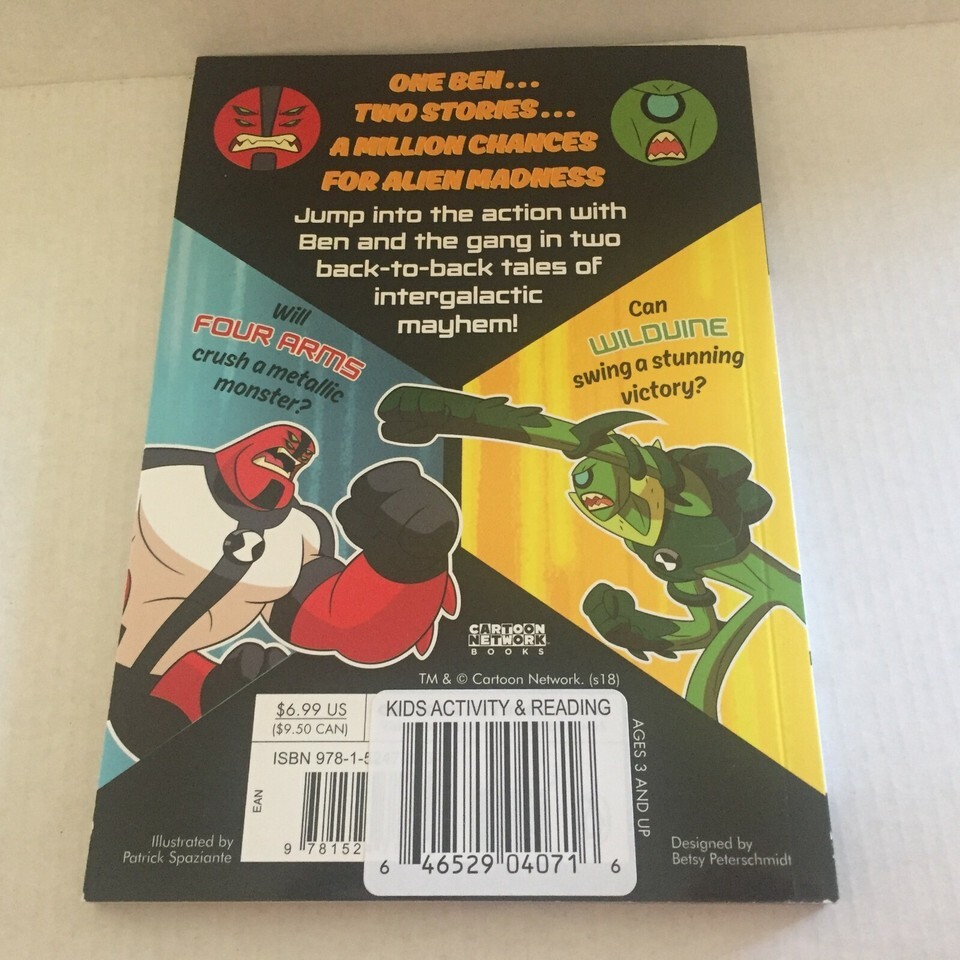 ONE BEN...
TWO STORIES...
A MILLION CHANCES
FOR ALIEN MADNESS
Jump into the action with
Ben and the gang in two
back-to-back tales of
intergalactic
mayhem!
Will
FOUR ARMS
crush a metallic
monster?
Can
WILDVINE
swing a stunning
victory?
CARTOON
NETWORK
BOOKS
TM & © Cartoon Network. (s18)
$6.99 US
($9.50 CAN)
ISBN 978-1-5
EAN
9 78152
KIDS ACTIVITY & READING
6 46529 04071 6
AGES 3 AND UP
Illustrated by
Patrick Spaziante
Designed by
Betsy Peterschmidt